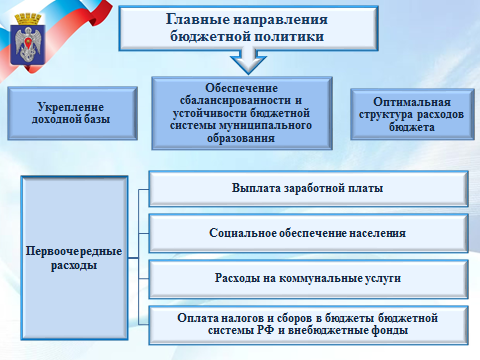 Главные направления
бюджетной политики
Укрепление
доходной базы
Обеспечение
сбалансированности и
устойчивости бюджетной
системы муниципального
образования
Оптимальная
структура расходов
бюджета
Первоочередные
расходы
Выплата заработной платы
Социальное обеспечение населения
Расходы на коммунальные услуги
Оплата налогов и сборов в бюджеты бюджетной
системы РФ и внебюджетные фонды